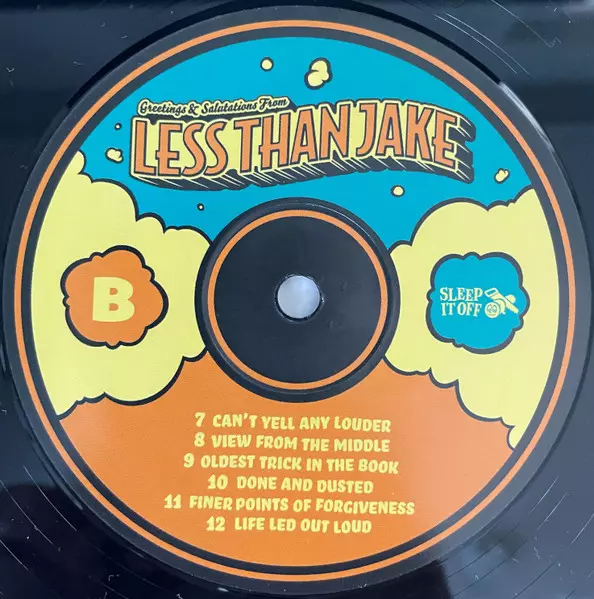 Greetings & Salutations From
LESS THAN JAKE
B
SLEEP
IT OFF
7 CAN'T YELL ANY LOUDER
8 VIEW FROM THE MIDDLE
9 OLDEST TRICK IN THE BOOK
10 DONE AND DUSTED
11 FINER POINTS OF FORGIVENESS
12 LIFE LED OUT LOUD